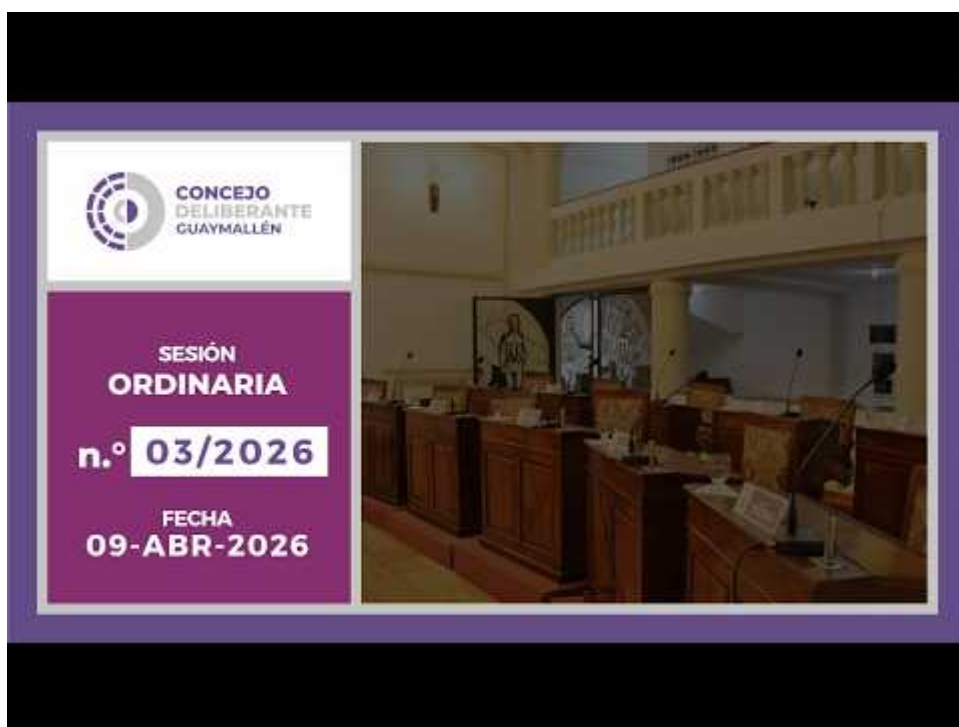 CONCEJO
DELIBERANTE
GUAYMALLÉN
SESIÓN
ORDINARIA
n.° 03/2026
FECHA
09-ABR-2026